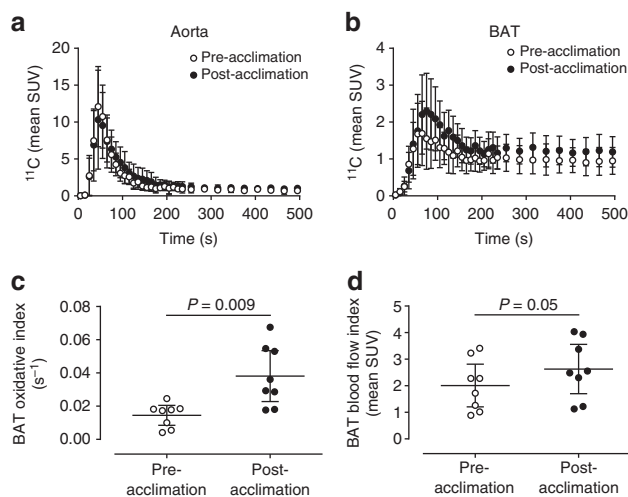 a
Aorta
20
15
10
5
0
¹¹C (mean SUV)
Pre-acclimation
Post-acclimation
0 100 200 300 400 500
Time (s)
b
BAT
4
3
2
1
0
¹¹C (mean SUV)
Pre-acclimation
Post-acclimation
0 100 200 300 400 500
Time (s)
c
P = 0.009
0.08
0.06
0.04
0.02
0.00
BAT oxidative index
(s⁻¹)
Pre-
acclimation
Post-
acclimation
d
P = 0.05
5
4
3
2
1
0
BAT blood flow index
(mean SUV)
Pre-
acclimation
Post-
acclimation